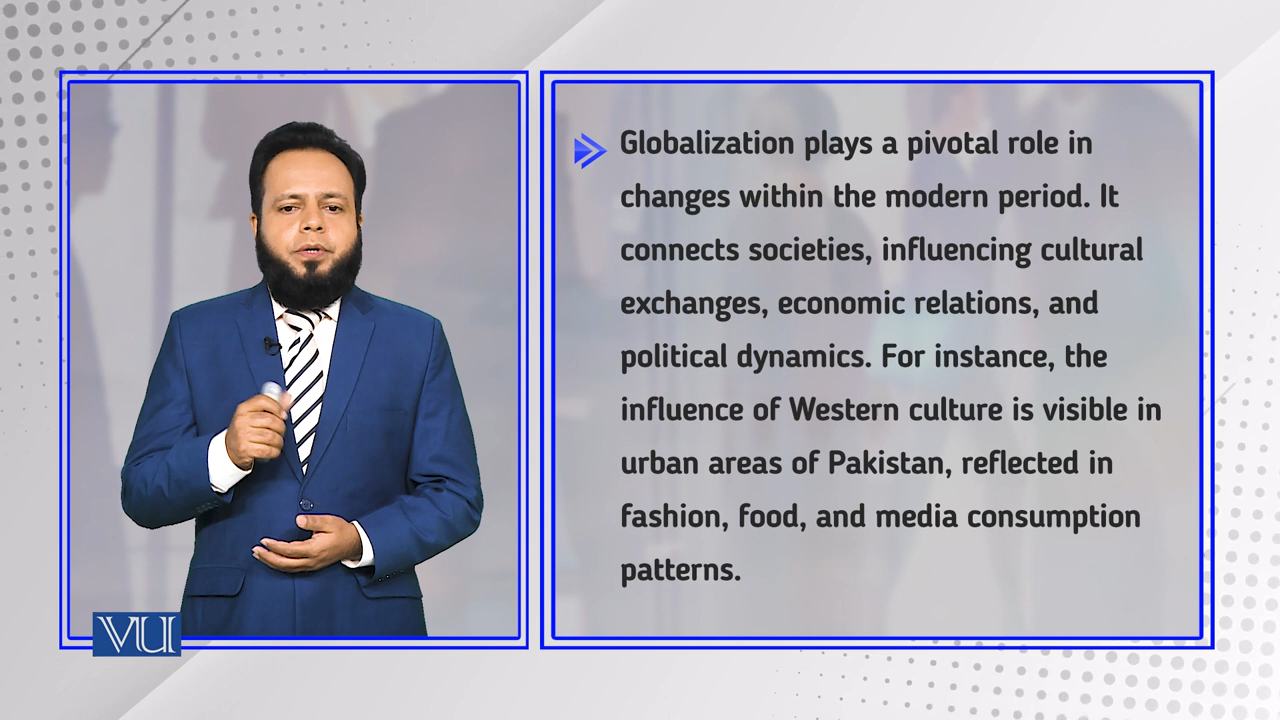 Globalization plays a pivotal role in
changes within the modern period. It
connects societies, influencing cultural
exchanges, economic relations, and
political dynamics. For instance, the
influence of Western culture is visible in
urban areas of Pakistan, reflected in
fashion, food, and media consumption
patterns.
VU